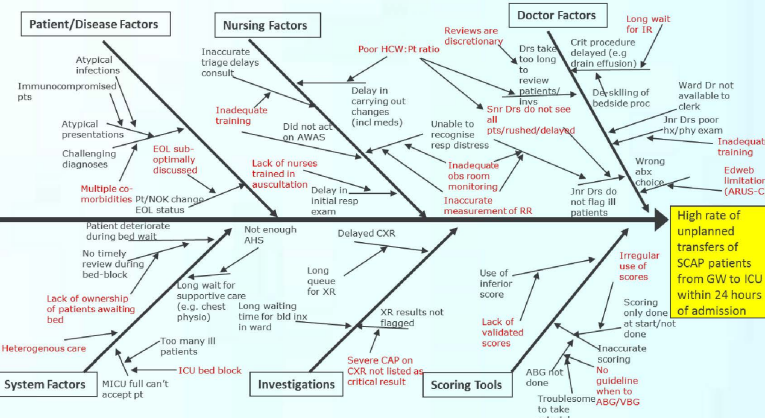 Patient/Disease Factors
Nursing Factors
Doctor Factors
Atypical
infections
Immunocompromised
pts
Atypical
presentations
Challenging
diagnoses
Multiple co-
morbidities
EOL sub-
optimally
discussed
Pt/NOK change
EOL status
Inaccurate
triage delays
consult
Inadequate
training
Did not act
on AWAS
Lack of nurses
trained in
auscultation
Delay in
initial resp
exam
Poor HCW:Pt ratio
Delay in
carrying out
changes
(incl meds)
Unable to
recognise
resp distress
Inadequate
obs room
monitoring
Inaccurate
measurement of RR
Reviews are
discretionary
Drs take
too long
to
review
patients/
invs
Snr Drs do not see
all
pts/rushed/delayed
Jnr Drs do
not flag ill
patients
Long wait
for IR
Crit procedure
delayed (e.g
drain effusion)
De-skilling of
bedside proc
Ward Dr not
available to
clerk
Jnr Drs poor
hx/phy exam
Inadequate
training
Wrong
abx
choice
Edweb
limitation
(ARUS-C
High rate of
unplanned
transfers of
SCAP patients
from GW to ICU
within 24 hours
of admission
Patient deteriorate
during bed wait
No timely
review during
bed-block
Lack of ownership
of patients awaiting
bed
Heterogenous care
Not enough
AHS
Long wait for
supportive care
(e.g. chest
physio)
Too many ill
patients
ICU bed block
MICU full can't
accept pt
System Factors
Delayed CXR
Long
queue
for XR
Long waiting
time for bld inx
in ward
XR results not
flagged
Severe CAP on
CXR not listed as
critical result
Investigations
Use of
inferior
score
Lack of
validated
scores
Irregular
use of
scores
Scoring
only done
at start/not
done
Inaccurate
scoring
ABG not
done
No
guideline
when to
ABG/VBG
Troublesome
to take
Scoring Tools